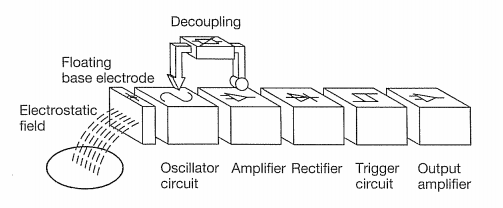 Decoupling
Floating
base electrode
Electrostatic
field
Oscillator
circuit
Amplifier
Rectifier
Trigger
circuit
Output
amplifier